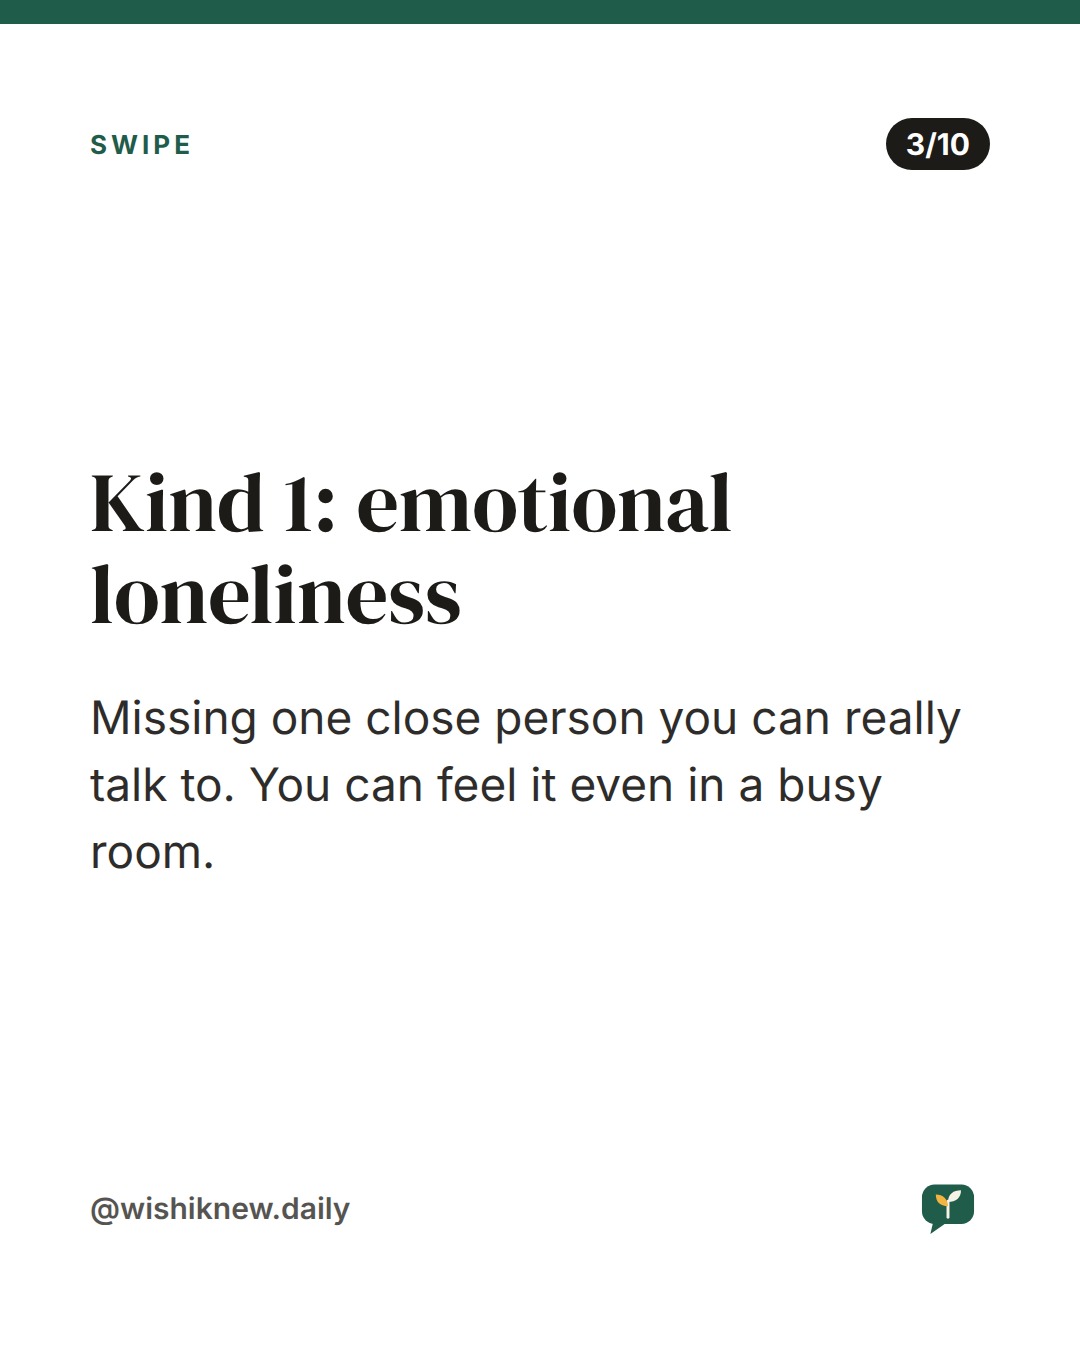 SWIPE
3/10
Kind 1: emotional
loneliness
Missing one close person you can really
talk to. You can feel it even in a busy
room.
@wishiknew.daily